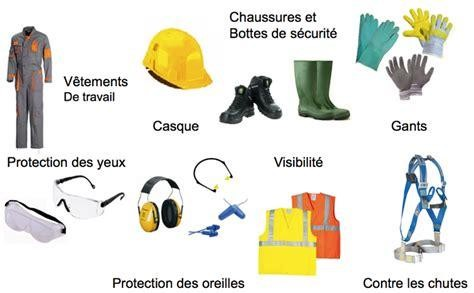 Chaussures et
Bottes de sécurité
Vêtements
De travail
Casque
Gants
Protection des yeux
Visibilité
Protection des oreilles
Contre les chutes